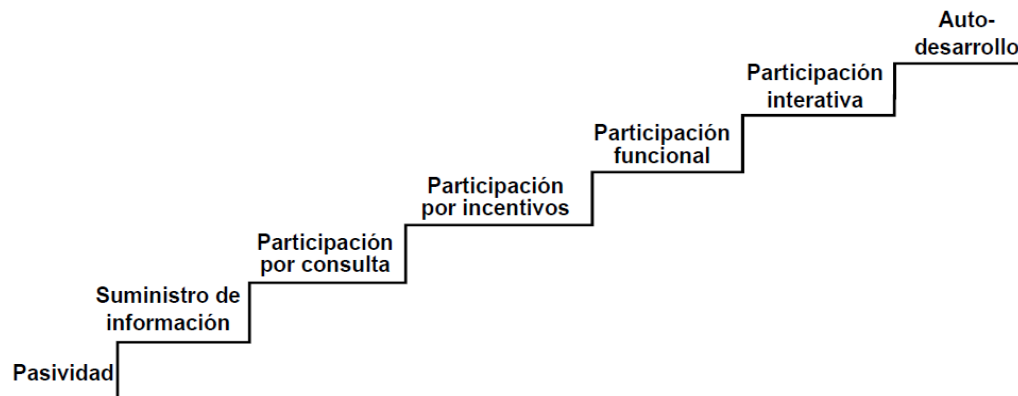 Auto-
desarrollo
Participación
interativa
Participación
funcional
Participación
por incentivos
Participación
por consulta
Suministro de
información
Pasividad